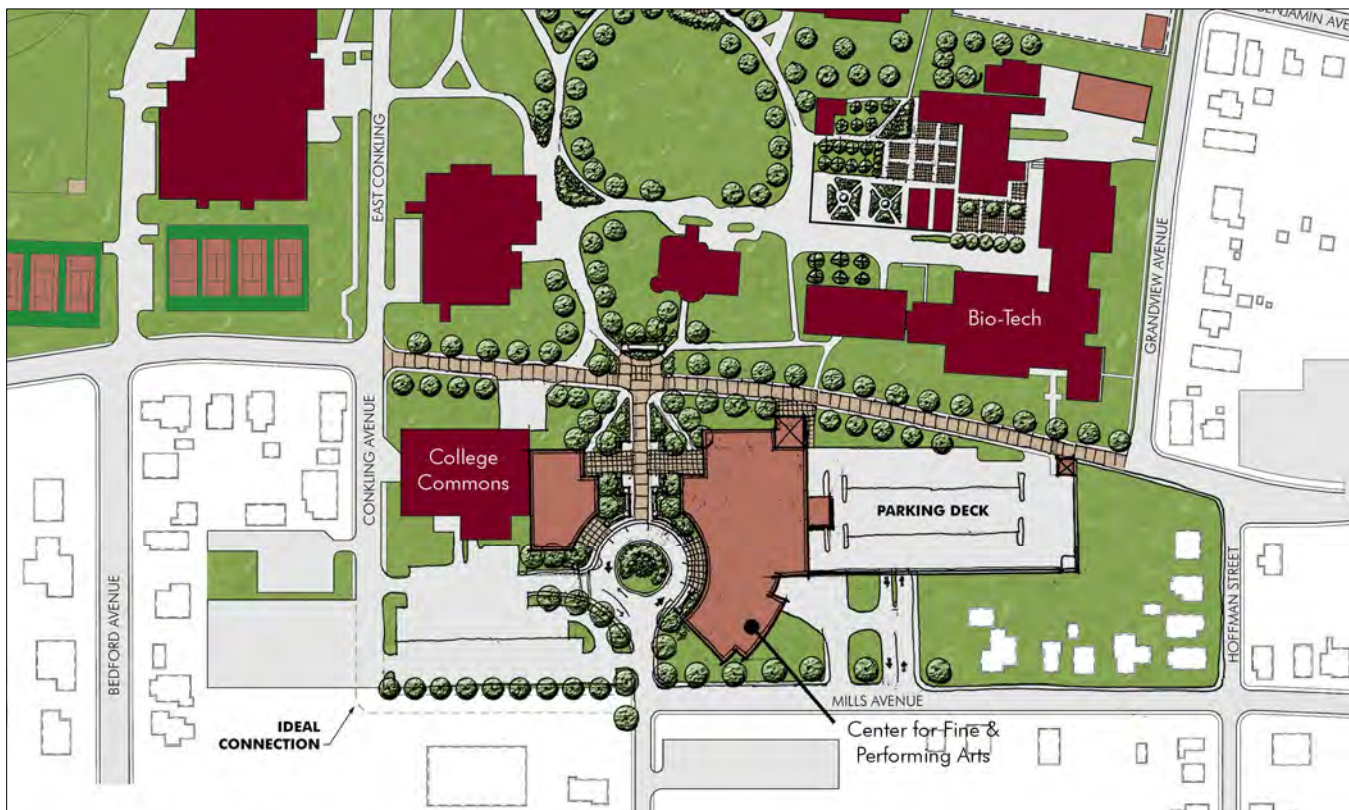 BENJAMIN AVE
EAST CONKLING
GRANDVIEW AVENUE
Bio-Tech
CONKLING AVENUE
College
Commons
PARKING DECK
BEDFORD AVENUE
HOFFMAN STREET
MILLS AVENUE
IDEAL
CONNECTION
Center for Fine &
Performing Arts